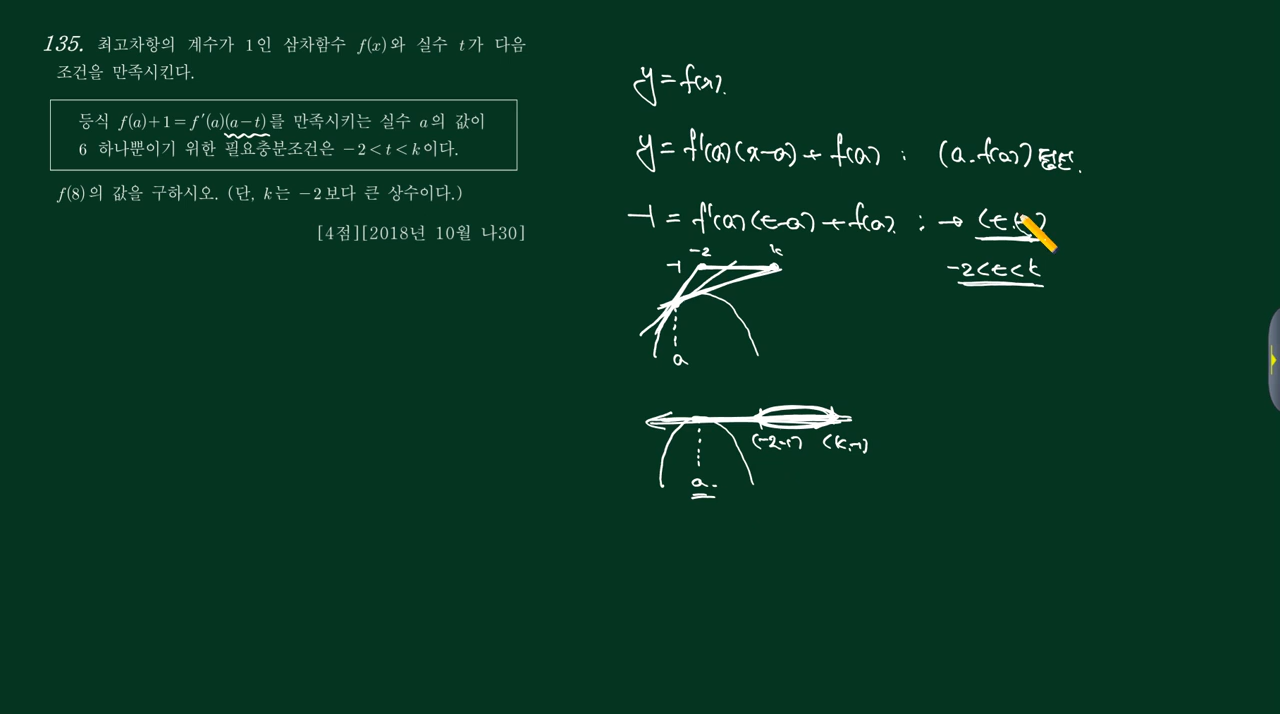 135. 최고차항의 계수가 1인 삼차함수 f(x)와 실수 t가 다음
조건을 만족시킨다.
등식 f(a)+1=f′(a)(a−t)를 만족시키는 실수 a의 값이
6 하나뿐이기 위한 필요충분조건은 −2<t<k이다.
f(8)의 값을 구하시오. (단, k는 −2보다 큰 상수이다.)
[4점][2018년 10월 나30]
y=f(x).
y=f'(a)(x-a)+f(a) : (a, f(a)) 접선.
-1=f'(a)(t-a)+f(a). : → (t,
-2<t<k
-2 k
-1
a
(-2,-1) (k,-1)
a.